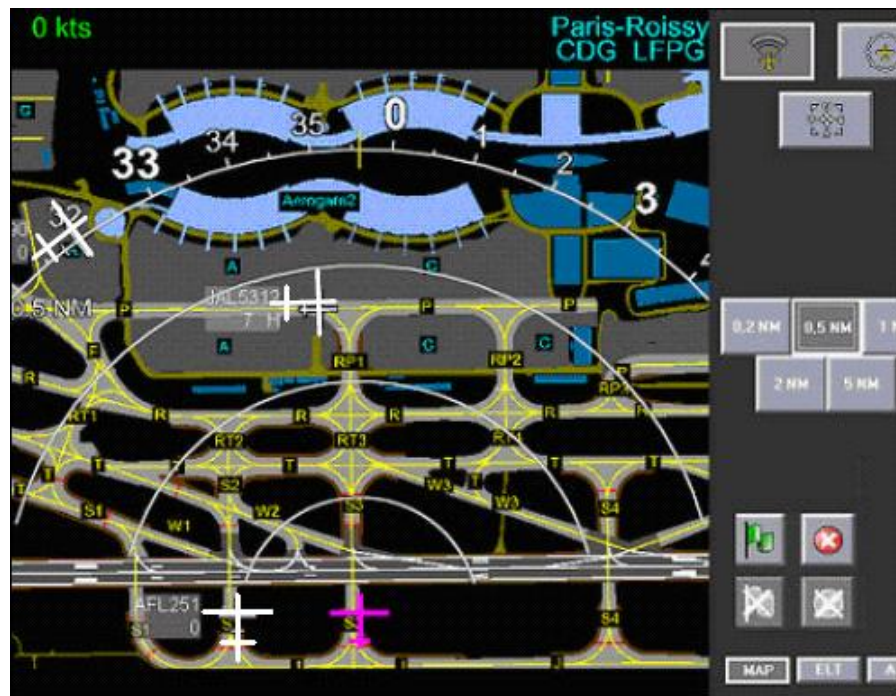 0 kts
Paris-Roissy
CDG LFPG
G
35
0
34
1
33
2
Aerogare2
3
32
A
C
JAL5312
0.5 NM
P
P
P
7 H
A
C
C
F
RP1
RP2
P
R
RT1
R
R
R
R
RT2
RT3
T
T
T
T
T
T
S2
W3
W3
S1
S3
S4
W1
W2
AFL251
0
S1
S4
0,2 NM
0,5 NM
2 NM
5 NM
MAP
ELT